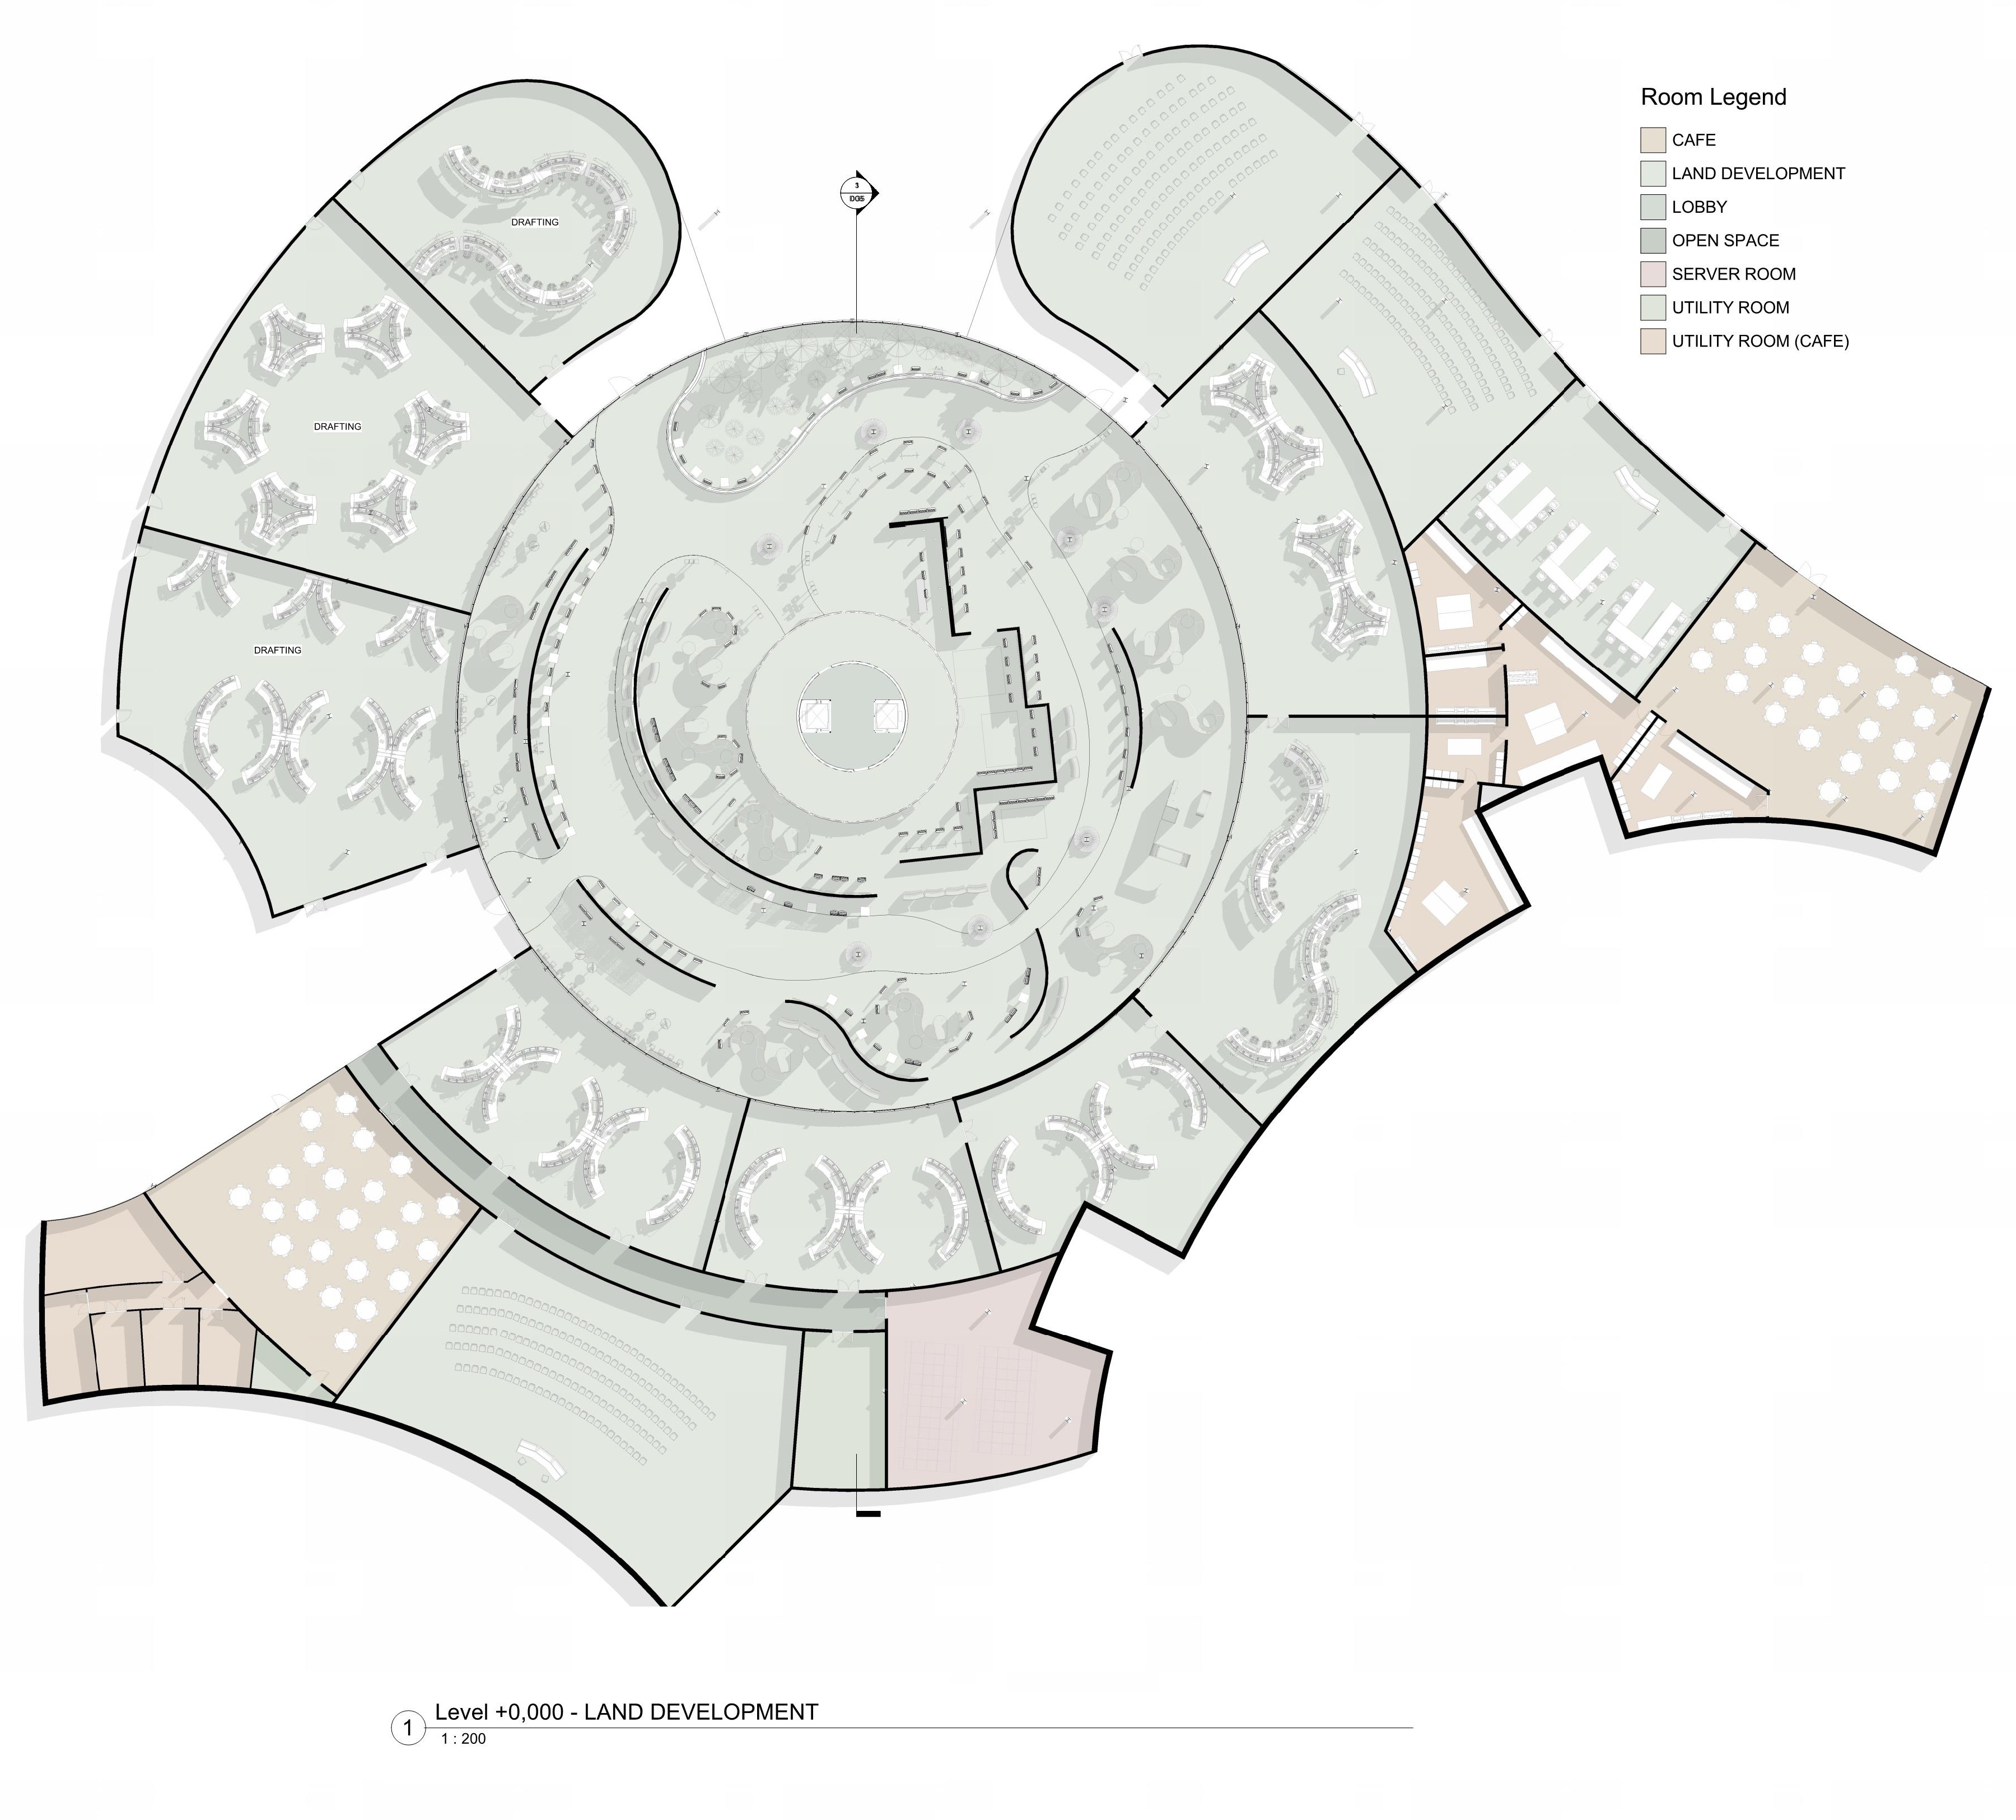 Room Legend
CAFE
LAND DEVELOPMENT
LOBBY
OPEN SPACE
SERVER ROOM
UTILITY ROOM
UTILITY ROOM (CAFE)
3
DRAFTING
DRAFTING
DRAFTING
1
Level +0,000 - LAND DEVELOPMENT
1 : 200